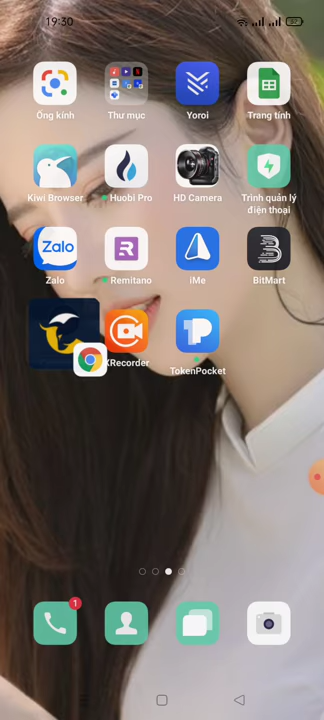 19:30
Ống kính
Thư mục
Yoroi
Trang tính
Kiwi Browser
Huobi Pro
HD Camera
Trình quản lý
điện thoại
Zalo
Zalo
Remitano
iMe
BitMart
XRecorder
TokenPocket
1